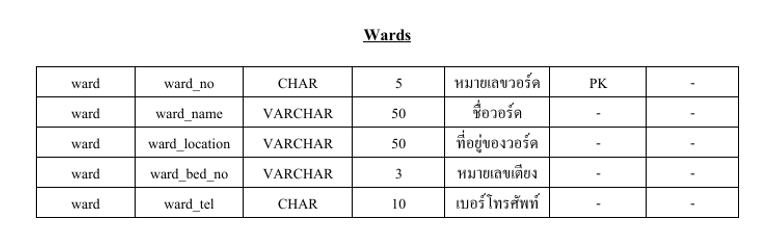 Wards
ward ward_no CHAR 5 หมายเลขวอร์ด PK -
ward ward_name VARCHAR 50 ชื่อวอร์ด - -
ward ward_location VARCHAR 50 ที่อยู่ของวอร์ด - -
ward ward_bed_no VARCHAR 3 หมายเลขเตียง - -
ward ward_tel CHAR 10 เบอร์โทรศัพท์ - -